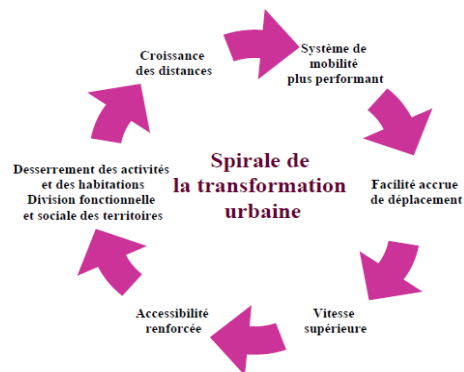 Croissance
des distances
Système de
mobilité
plus performant
Facilité accrue
de déplacement
Vitesse
supérieure
Accessibilité
renforcée
Desserrement des activités
et des habitations
Division fonctionnelle
et sociale des territoires
Spirale de
la transformation
urbaine